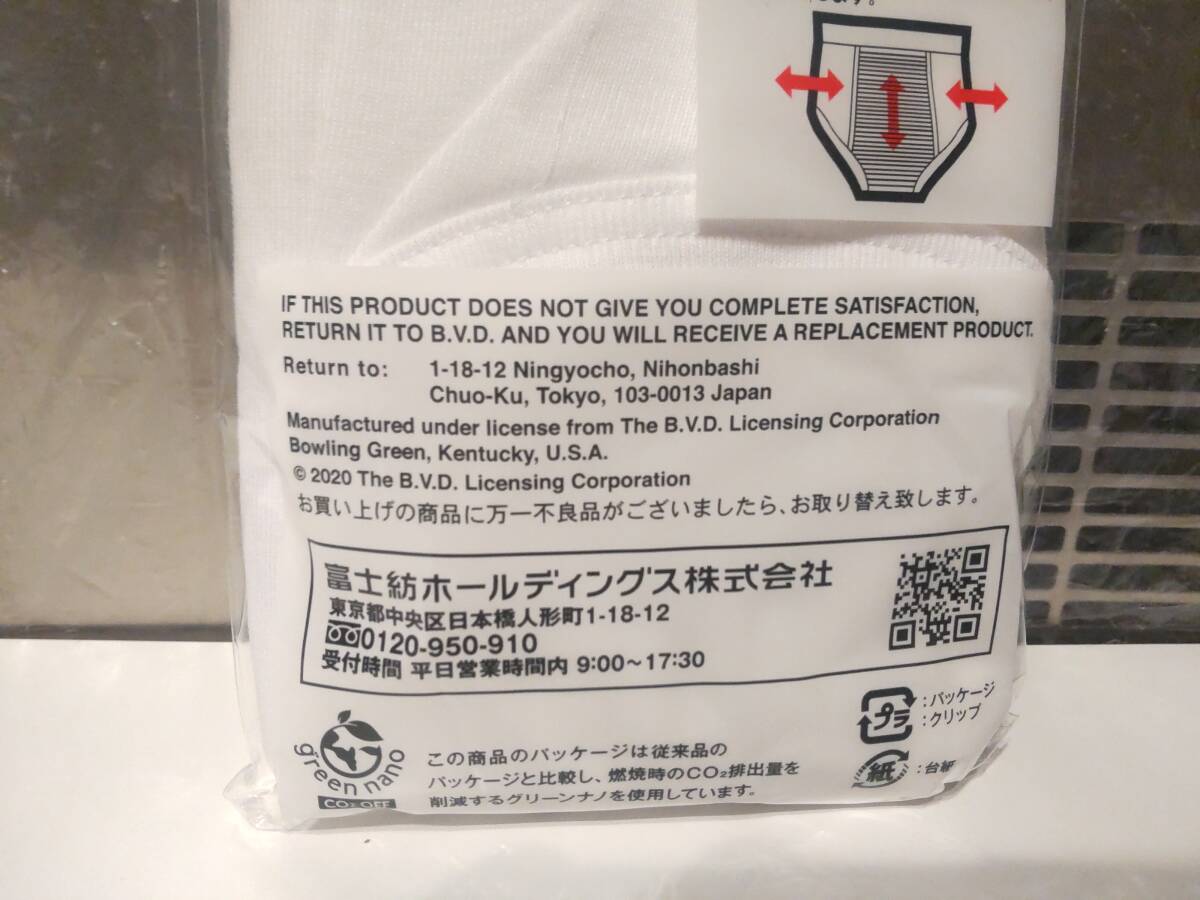 ます。
IF THIS PRODUCT DOES NOT GIVE YOU COMPLETE SATISFACTION,
RETURN IT TO B.V.D. AND YOU WILL RECEIVE A REPLACEMENT PRODUCT.
Return to: 1-18-12 Ningyocho, Nihonbashi
Chuo-Ku, Tokyo, 103-0013 Japan
Manufactured under license from The B.V.D. Licensing Corporation
Bowling Green, Kentucky, U.S.A.
© 2020 The B.V.D. Licensing Corporation
お買い上げの商品に万一不良品がございましたら、お取り替え致します。
富士紡ホールディングス株式会社
東京都中央区日本橋人形町1-18-12
0120-950-910
受付時間 平日営業時間内 9:00~17:30
green nano
CO₂ OFF
この商品のパッケージは従来品の
パッケージと比較し、燃焼時のCO₂排出量を
削減するグリーンナノを使用しています。
プラ :パッケージ
:クリップ
紙 :台紙